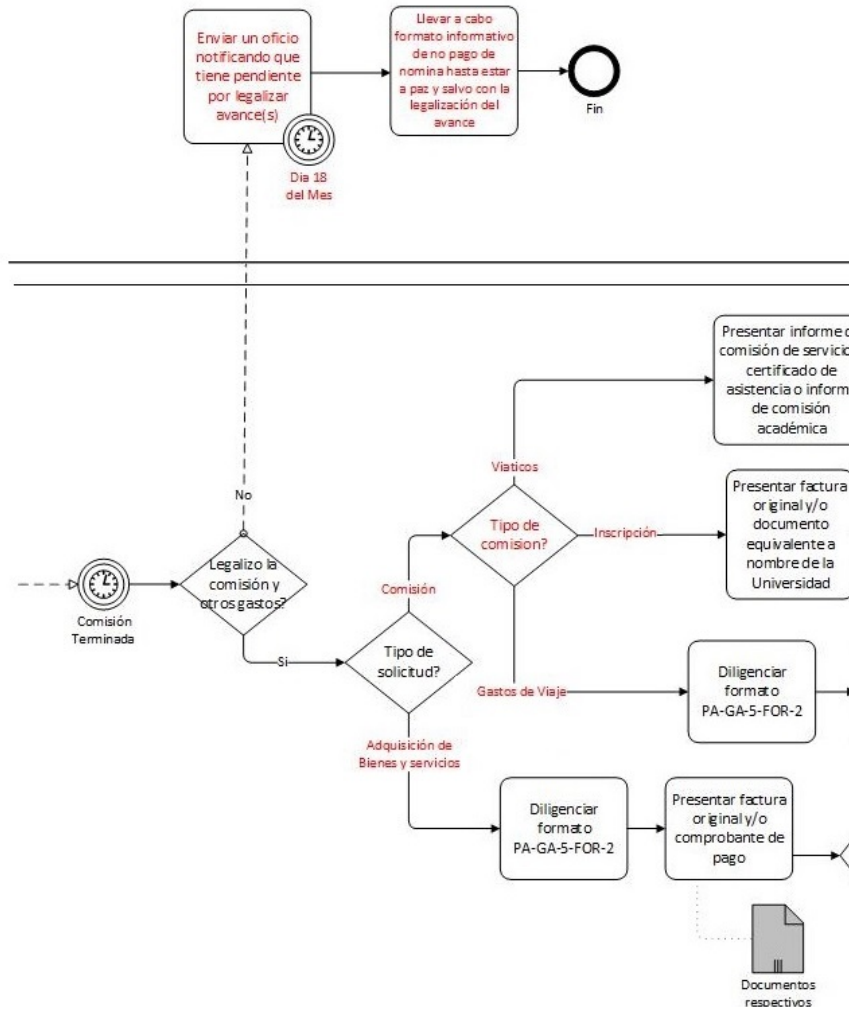 Enviar un oficio
notificando que
tiene pendiente
por legalizar
avance(s)
Dia 18
del Mes
Llevar a cabo
formato informativo
de no pago de
nomina hasta estar
a paz y salvo con la
legalización del
avance
Fin
Presentar informe
comisión de servicio
certificado de
asistencia o inform
de comisión
académica
Viaticos
No
Presentar factura
original y/o
documento
equivalente a
nombre de la
Universidad
Tipo de
comision?
Inscripción
Legalizo la
comisión y
otros gastos?
Comisión
Terminada
Comisión
Tipo de
solicitud?
Si
Gastos de Viaje
Diligenciar
formato
PA-GA-5-FOR-2
Adquisición de
Bienes y servicios
Diligenciar
formato
PA-GA-5-FOR-2
Presentar factura
original y/o
comprobante de
pago
Documentos
respectivos